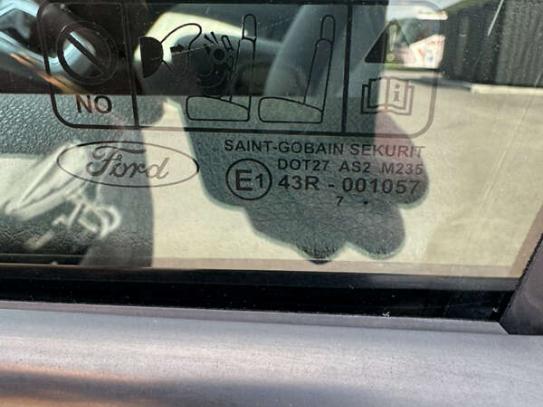 NO
Ford
SAINT-GOBAIN SEKURIT
DOT27 AS2 M235
E1 43R - 001057
7 .